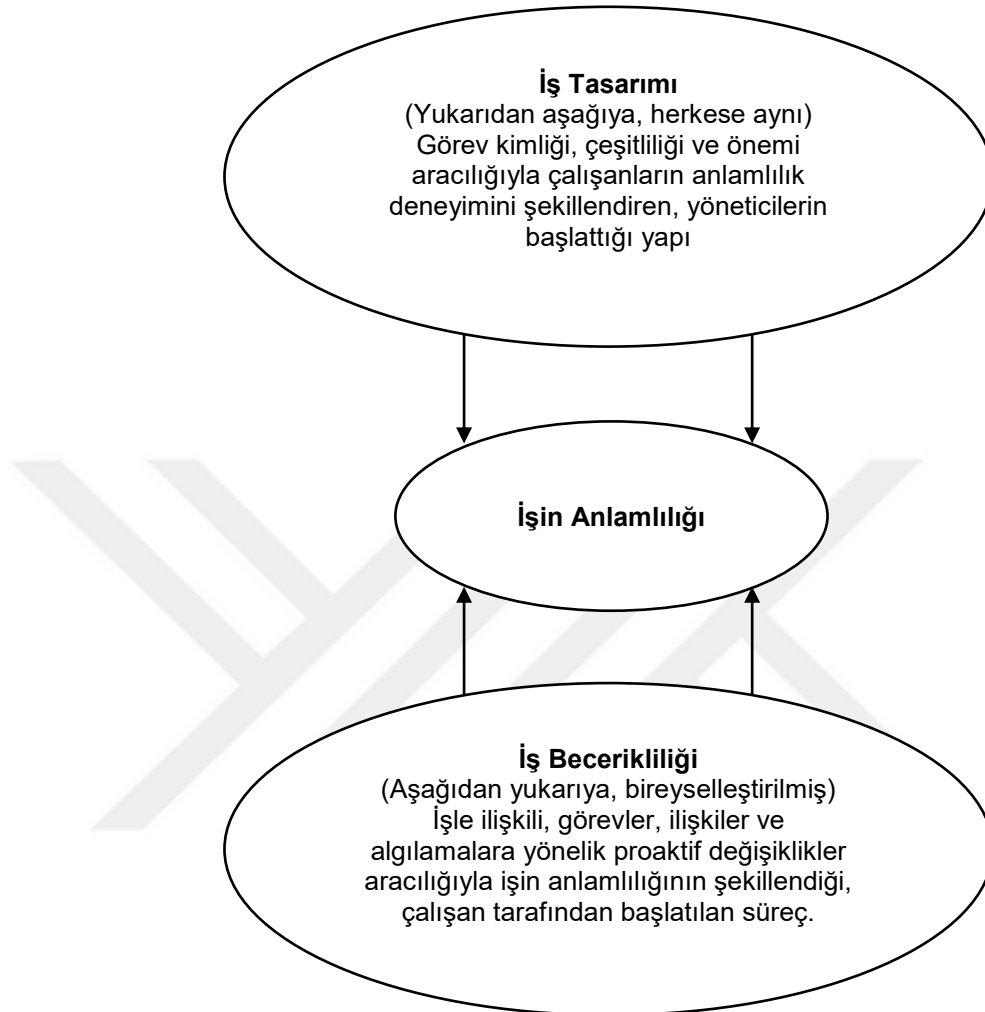 İş Tasarımı
(Yukarıdan aşağıya, herkese aynı)
Görev kimliği, çeşitliliği ve önemi
aracılığıyla çalışanların anlamlılık
deneyimini şekillendiren, yöneticilerin
başlattığı yapı
İşin Anlamlılığı
İş Becerikliliği
(Aşağıdan yukarıya, bireyselleştirilmiş)
İşle ilişkili, görevler, ilişkiler ve
algılamalara yönelik proaktif değişiklikler
aracılığıyla işin anlamlılığının şekillendiği,
çalışan tarafından başlatılan süreç.